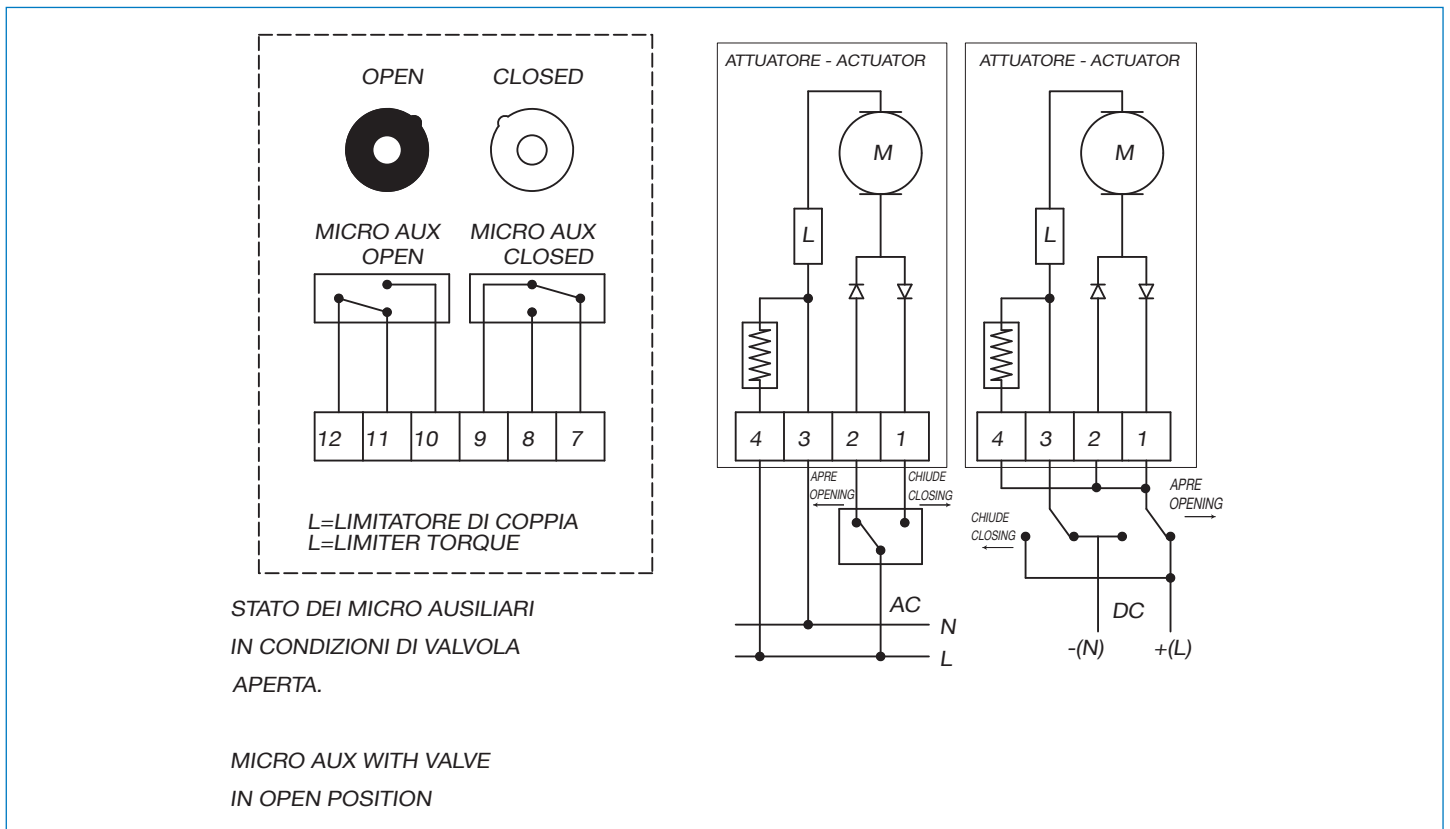 OPEN
CLOSED
MICRO AUX
OPEN
MICRO AUX
CLOSED
12 11 10 9 8 7
L=LIMITATORE DI COPPIA
L=LIMITER TORQUE
STATO DEI MICRO AUSILIARI
IN CONDIZIONI DI VALVOLA
APERTA.
MICRO AUX WITH VALVE
IN OPEN POSITION
ATTUATORE - ACTUATOR
M
L
4 3 2 1
APRE
OPENING
CHIUDE
CLOSING
AC
N
L
ATTUATORE - ACTUATOR
M
L
4 3 2 1
APRE
OPENING
CHIUDE
CLOSING
DC
-(N)
+(L)